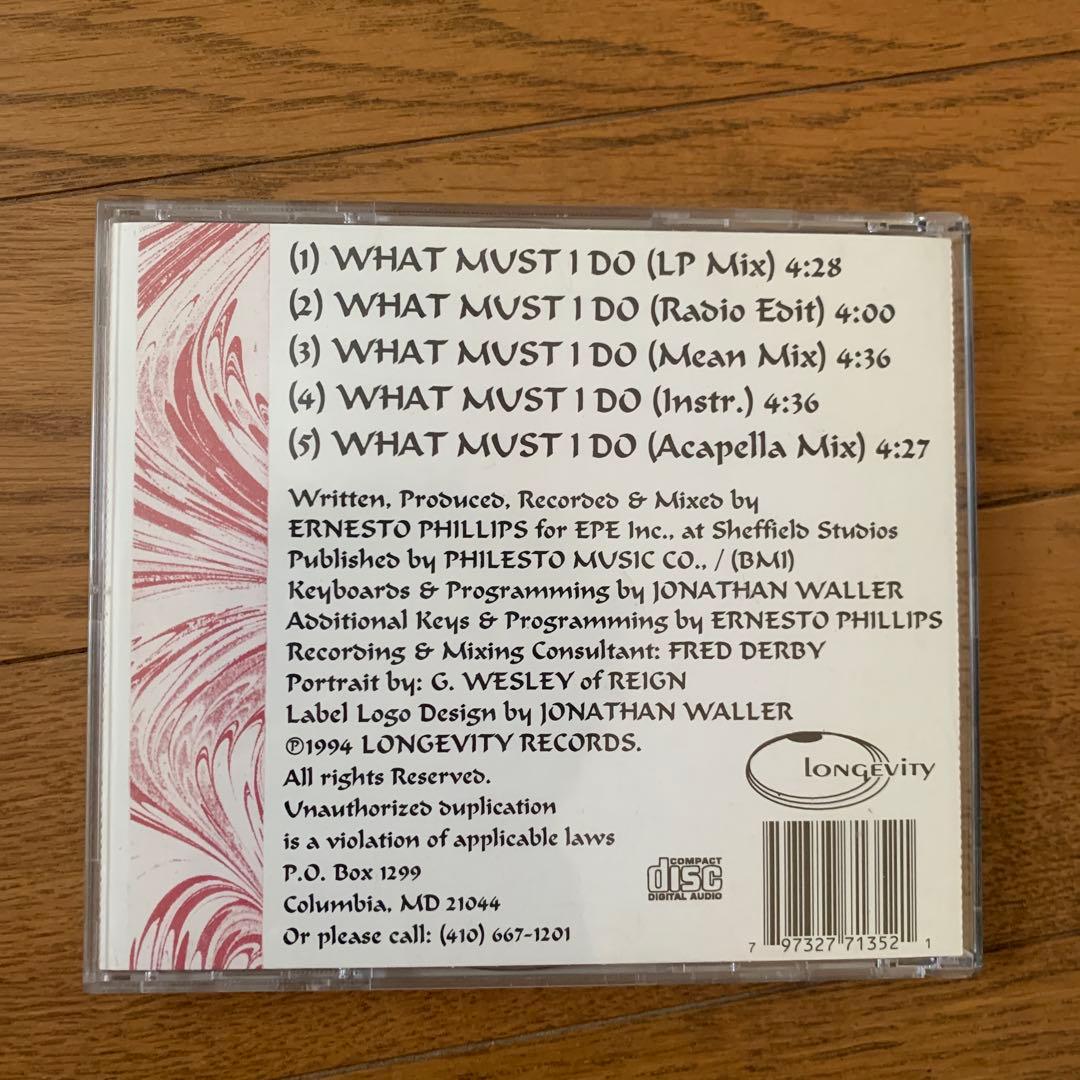 (1) WHAT MUST I DO (LP Mix) 4:28
(2) WHAT MUST I DO (Radio Edit) 4:00
(3) WHAT MUST I DO (Mean Mix) 4:36
(4) WHAT MUST I DO (Instr.) 4:36
(5) WHAT MUST I DO (Acapella Mix) 4:27
Written, Produced, Recorded & Mixed by
ERNESTO PHILLIPS for EPE Inc., at Sheffield Studios
Published by PHILESTO MUSIC CO., / (BMI)
Keyboards & Programming by JONATHAN WALLER
Additional Keys & Programming by ERNESTO PHILLIPS
Recording & Mixing Consultant: FRED DERBY
Portrait by: G. WESLEY of REIGN
Label Logo Design by JONATHAN WALLER
℗1994 LONGEVITY RECORDS.
All rights Reserved.
Unauthorized duplication
is a violation of applicable laws
P.O. Box 1299
Columbia, MD 21044
Or please call: (410) 667-1201
LONGEVITY
COMPACT
disc
DIGITAL AUDIO
7 97327 71352 1